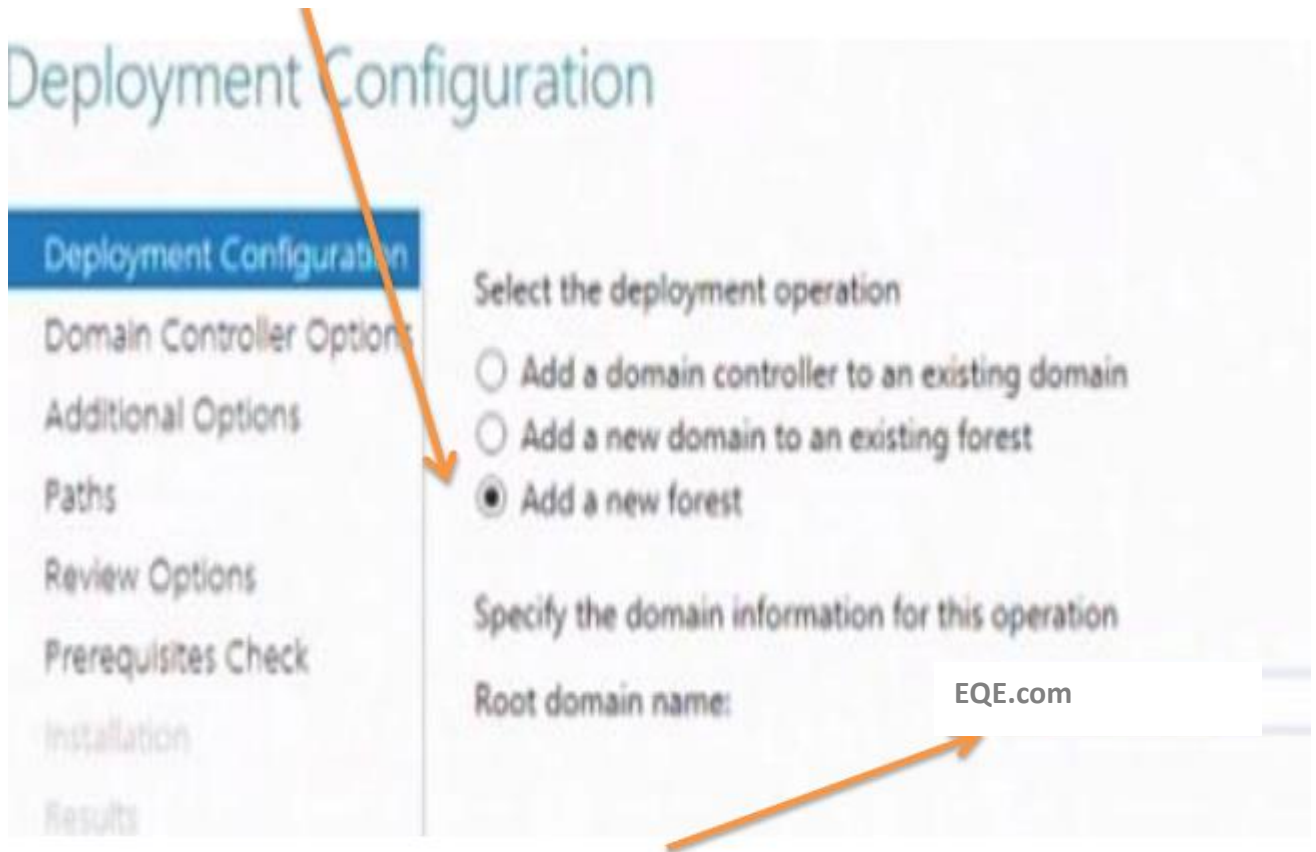 Deployment Configuration
Deployment Configuration
Domain Controller Options
Additional Options
Paths
Review Options
Prerequisites Check
Installation
Results
Select the deployment operation
Add a domain controller to an existing domain
Add a new domain to an existing forest
Add a new forest
Specify the domain information for this operation
Root domain name:
EQE.com